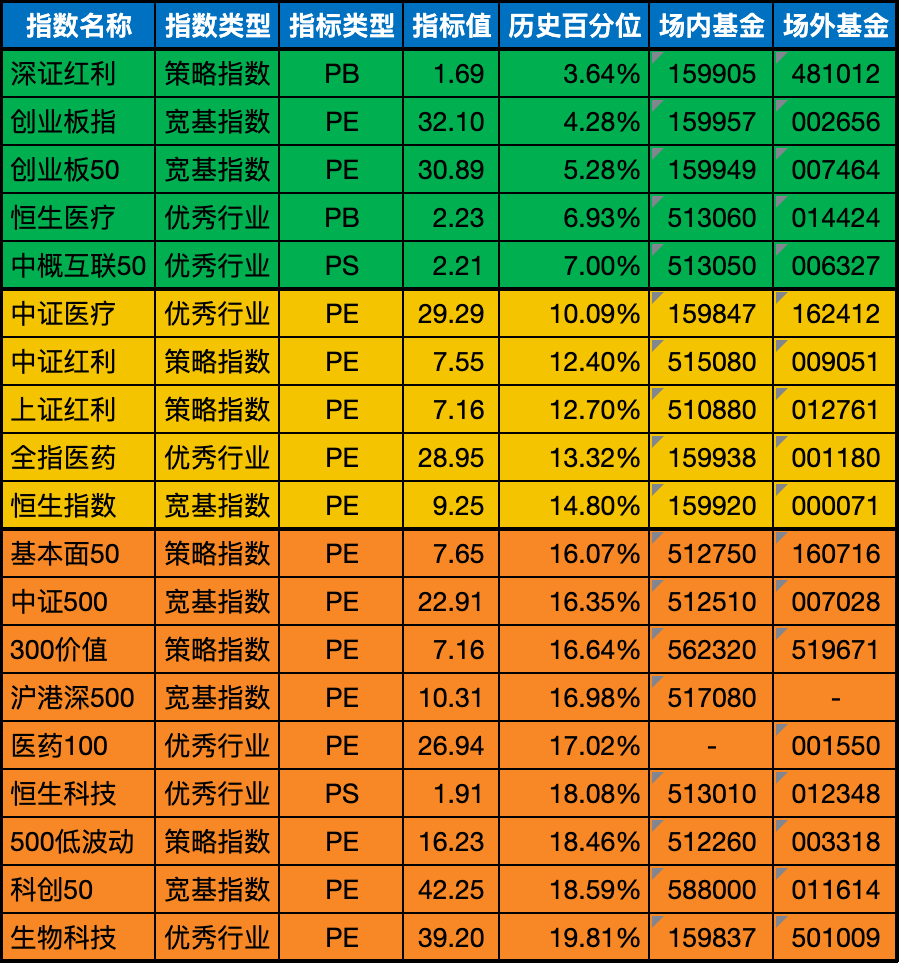 指数名称 指数类型 指标类型 指标值 历史百分位 场内基金 场外基金
深证红利 策略指数 PB 1.69 3.64% 159905 481012
创业板指 宽基指数 PE 32.10 4.28% 159957 002656
创业板50 宽基指数 PE 30.89 5.28% 159949 007464
恒生医疗 优秀行业 PB 2.23 6.93% 513060 014424
中概互联50 优秀行业 PS 2.21 7.00% 513050 006327
中证医疗 优秀行业 PE 29.29 10.09% 159847 162412
中证红利 策略指数 PE 7.55 12.40% 515080 009051
上证红利 策略指数 PE 7.16 12.70% 510880 012761
全指医药 优秀行业 PE 28.95 13.32% 159938 001180
恒生指数 宽基指数 PE 9.25 14.80% 159920 000071
基本面50 策略指数 PE 7.65 16.07% 512750 160716
中证500 宽基指数 PE 22.91 16.35% 512510 007028
300价值 策略指数 PE 7.16 16.64% 562320 519671
沪港深500 宽基指数 PE 10.31 16.98% 517080 -
医药100 优秀行业 PE 26.94 17.02% - 001550
恒生科技 优秀行业 PS 1.91 18.08% 513010 012348
500低波动 策略指数 PE 16.23 18.46% 512260 003318
科创50 宽基指数 PE 42.25 18.59% 588000 011614
生物科技 优秀行业 PE 39.20 19.81% 159837 501009